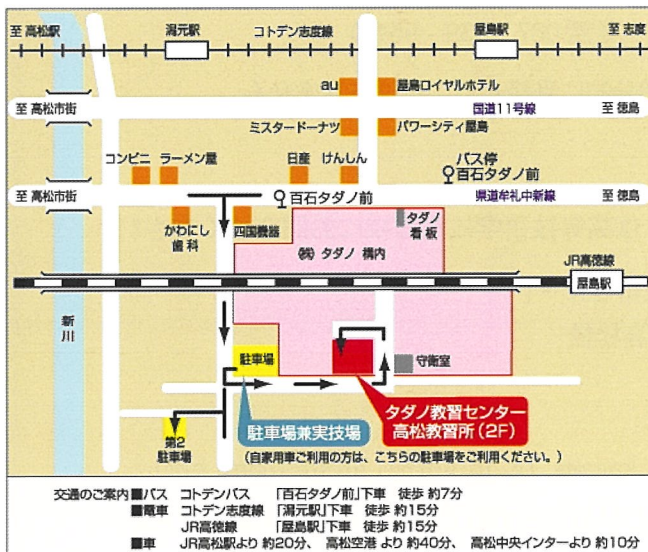 至 高松駅
潟元駅
コトデン志度線
屋島駅
至 志度
au
屋島ロイヤルホテル
至 高松市街
国道11号線
至 徳島
ミスタードーナツ
パワーシティ屋島
コンビニ
ラーメン屋
日産
けんしん
バス停
百石タダノ前
至 高松市街
百石タダノ前
県道牟礼中新線
至 徳島
かわにし
歯科
四国機器
タダノ
看板
㈱ タダノ 構内
JR高徳線
屋島駅
新川
駐車場
守衛室
第2
駐車場
駐車場兼実技場
タダノ教習センター
高松教習所(2F)
(自家用車ご利用の方は、こちらの駐車場をご利用ください。)
交通のご案内 ■バス コトデンバス 「百石タダノ前」下車 徒歩 約7分
■電車 コトデン志度線 「潟元駅」下車 徒歩 約15分
JR高徳線 「屋島駅」下車 徒歩 約15分
■車 JR高松駅より 約20分、 高松空港 より 約40分、 高松中央インターより 約10分